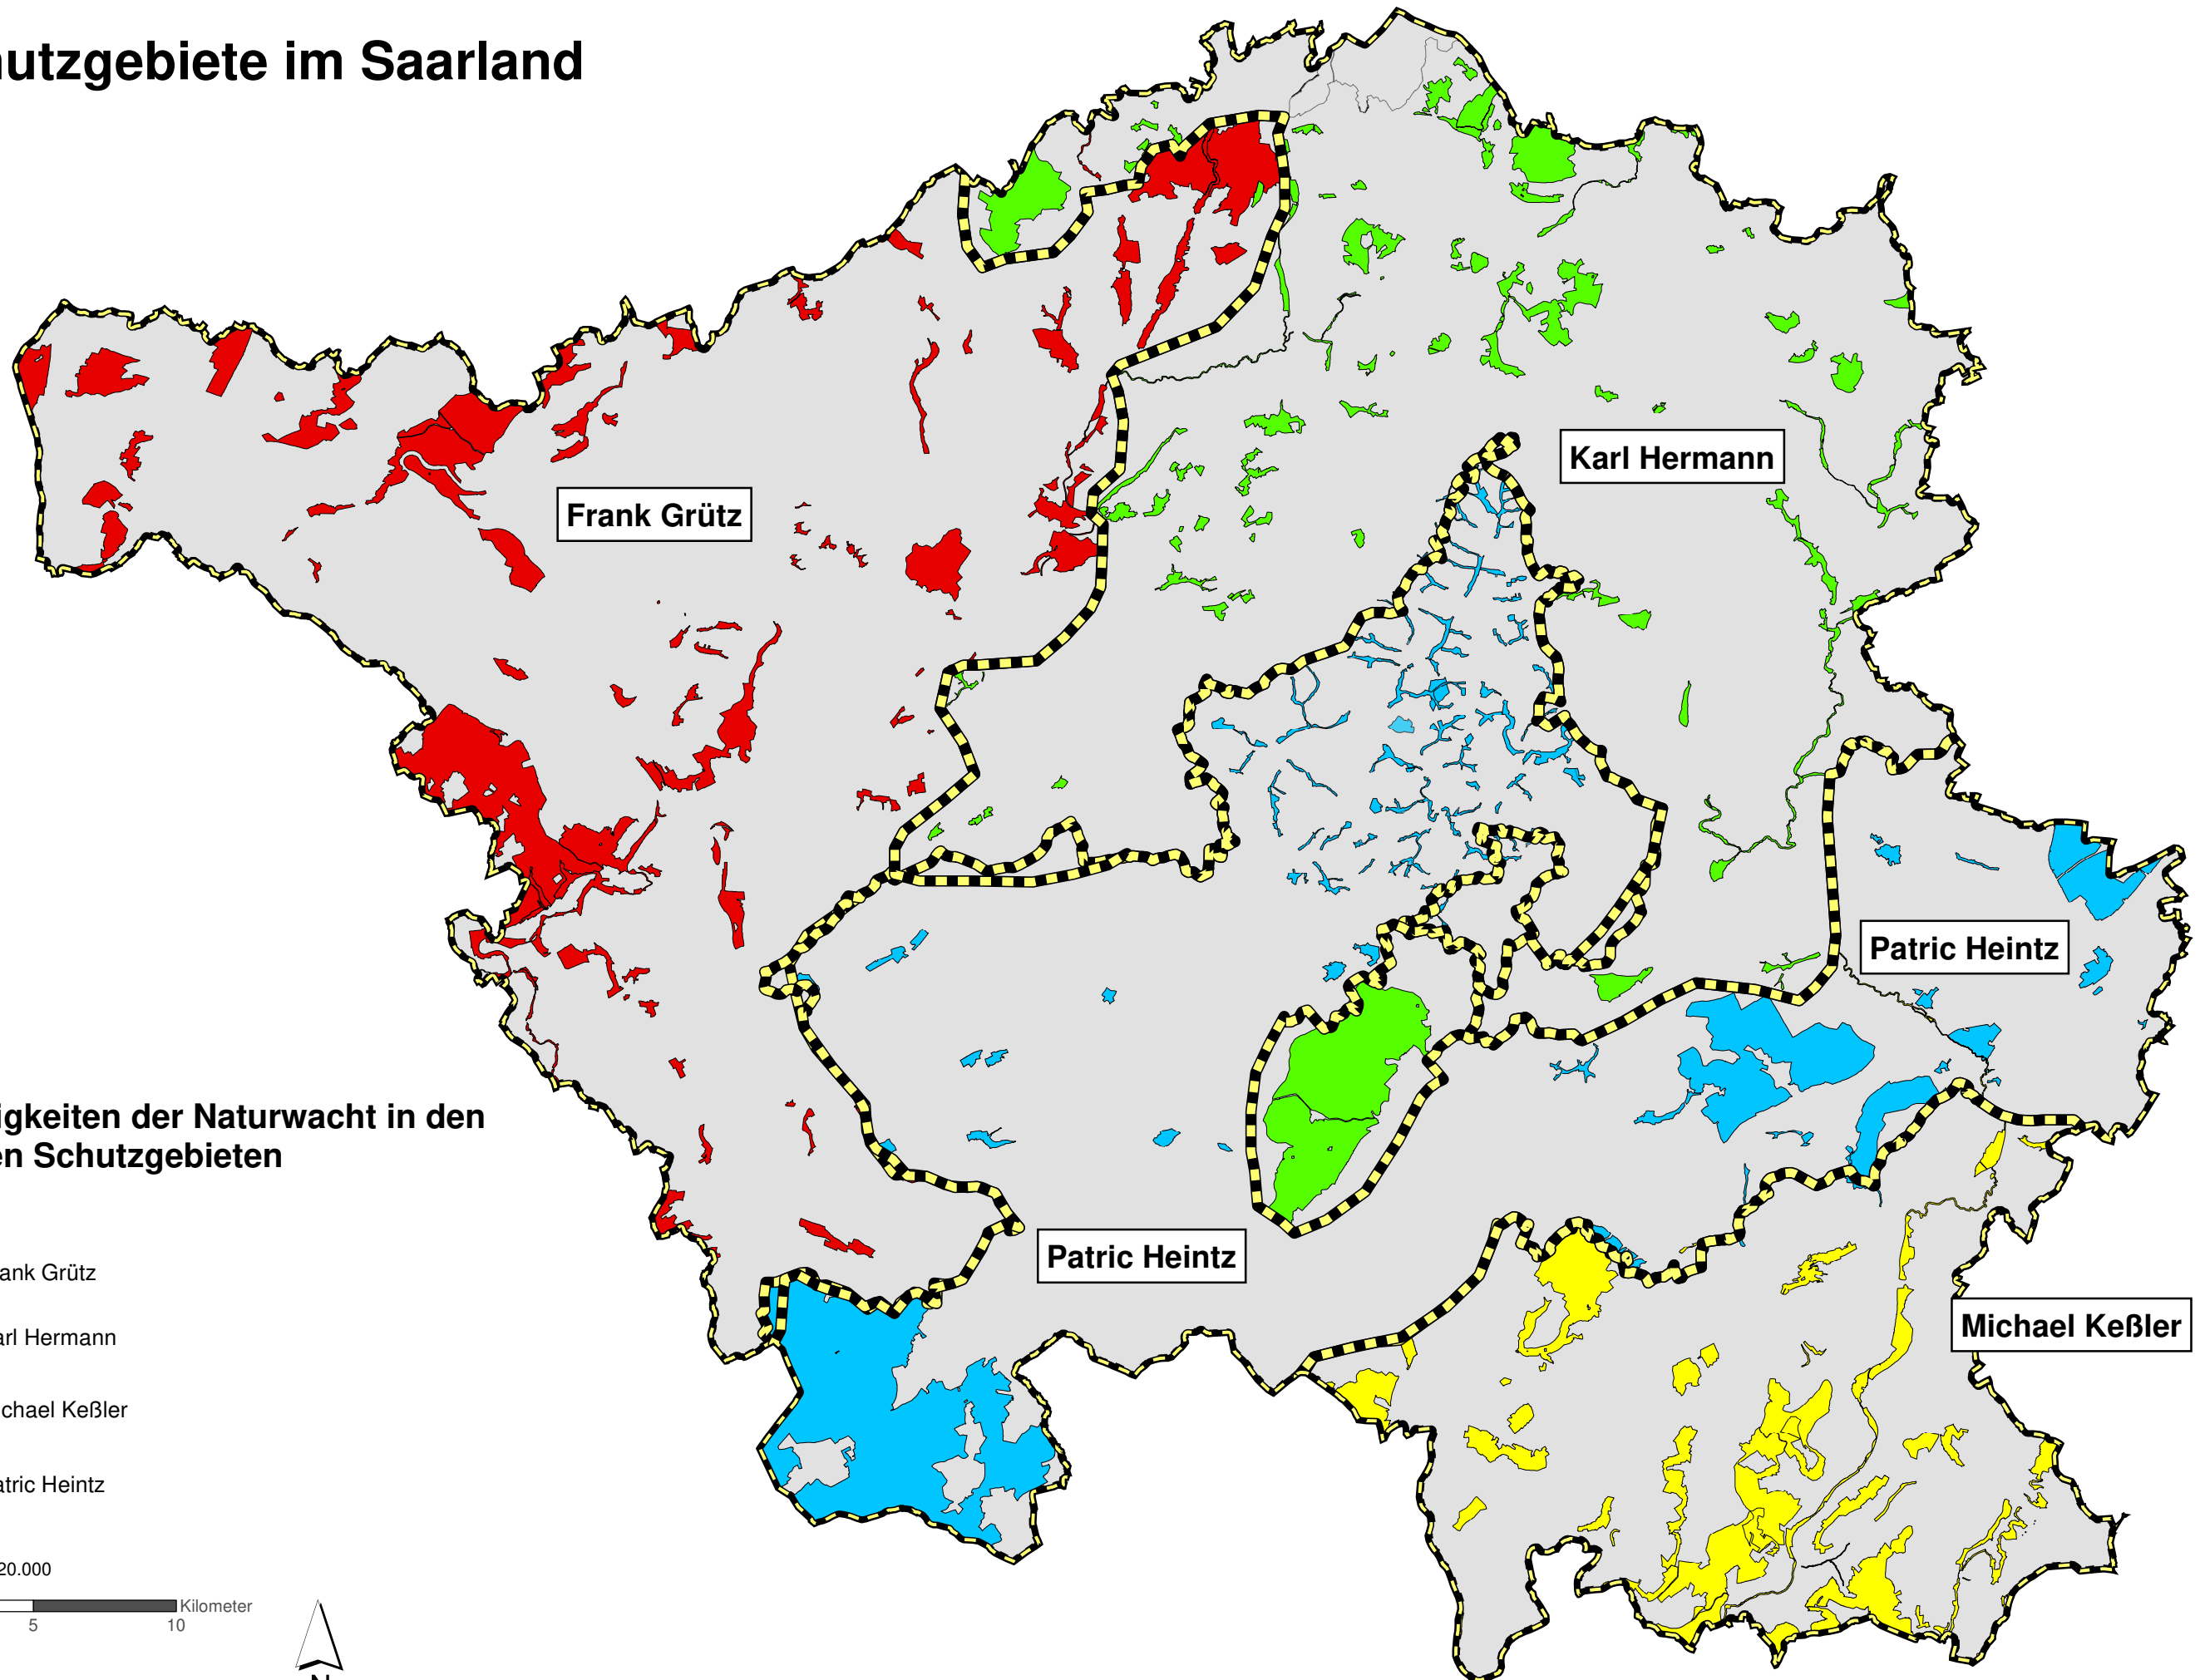 hutzgebiete im Saarland
Karl Hermann
Frank Grütz
Patric Heintz
Patric Heintz
Michael Keßler
igkeiten der Naturwacht in den
en Schutzgebieten
ank Grütz
arl Hermann
chael Keßler
atric Heintz
20.000
Kilometer
5 10
N